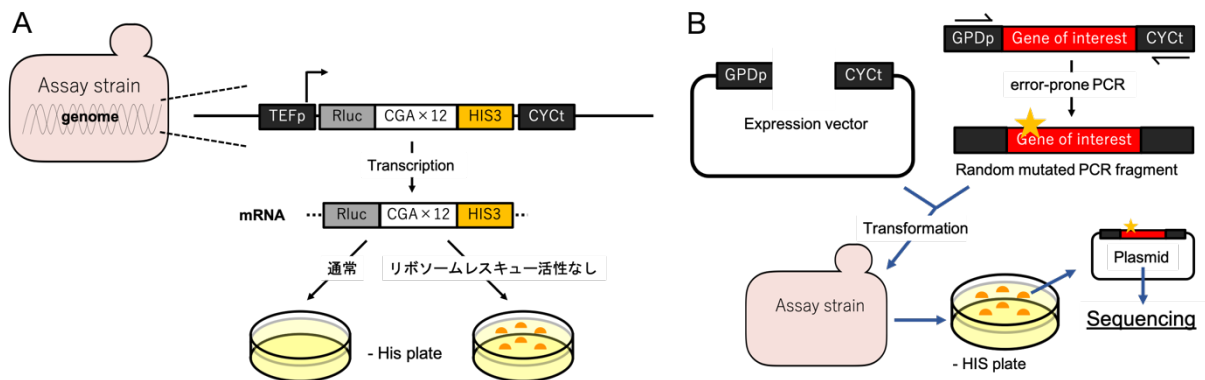 A
Assay strain
genome
TEFp
Rluc
CGA×12
HIS3
CYCt
Transcription
mRNA
Rluc
CGA×12
HIS3
通常
リボソームレスキュー活性なし
- His plate
B
GPDp
CYCt
Expression vector
GPDp
Gene of interest
CYCt
error-prone PCR
Gene of interest
Random mutated PCR fragment
Transformation
Assay strain
- HIS plate
Plasmid
Sequencing